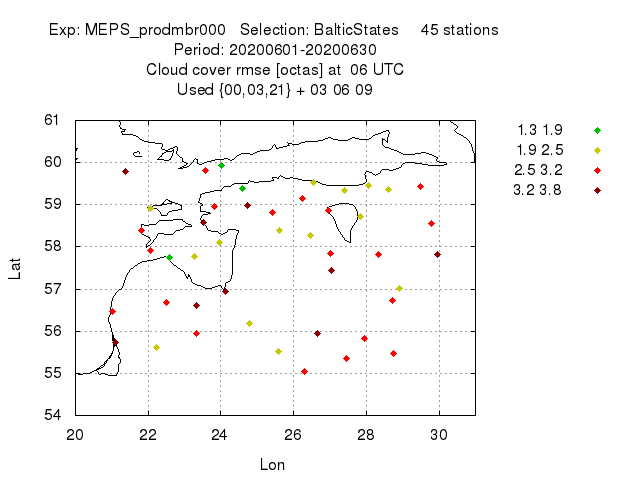 Exp: MEPS_prodmbr000 Selection: BalticStates 45 stations
Period: 20200601-20200630
Cloud cover rmse [octas] at 06 UTC
Used {00,03,21} + 03 06 09
61
60
59
58
57
56
55
54
Lat
20 22 24 26 28 30
Lon
1.3 1.9
1.9 2.5
2.5 3.2
3.2 3.8